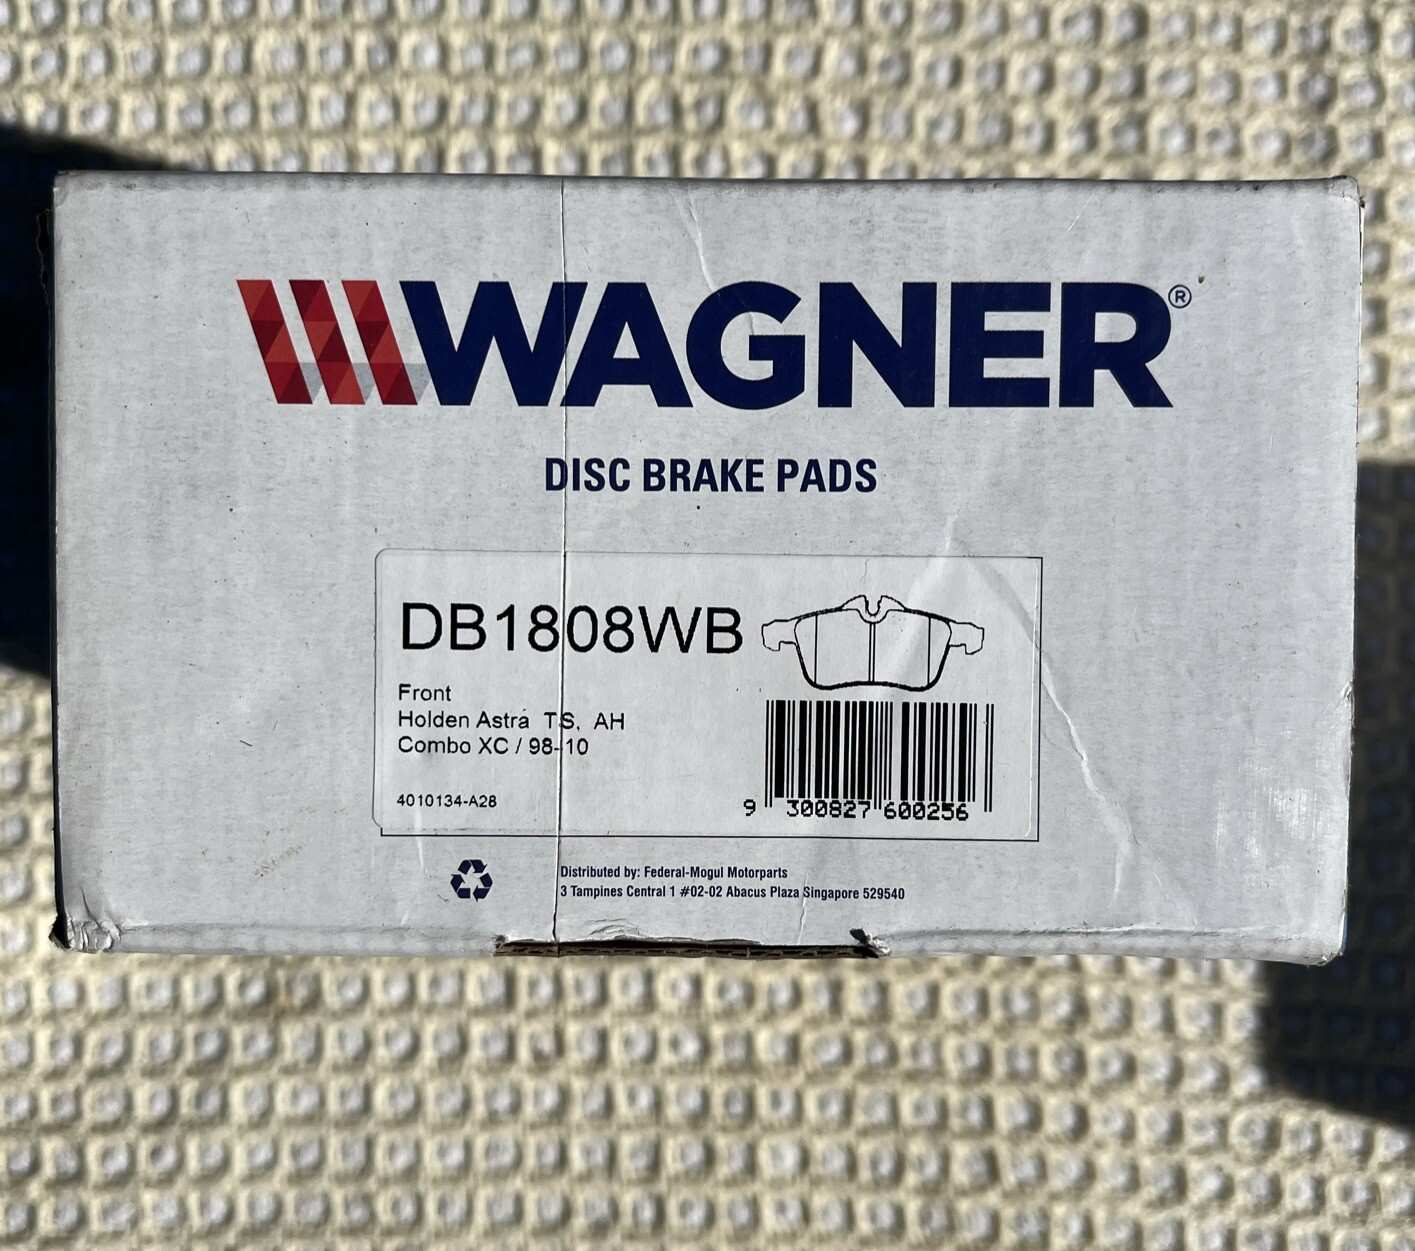 WAGNER®
DISC BRAKE PADS
DB1808WB
Front
Holden Astra TS, AH
Combo XC / 98-10
4010134-A28
9 300827 600256
Distributed by: Federal-Mogul Motorparts
3 Tampines Central 1 #02-02 Abacus Plaza Singapore 529540